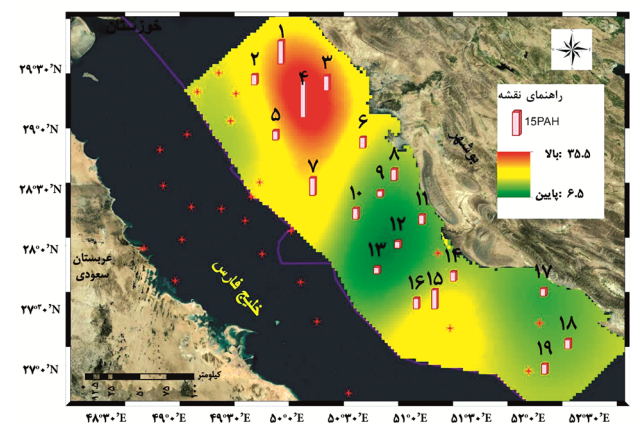 خوزستان
۲۹°۳۰'N
۲۹°۰'N
۲۸°۳۰'N
۲۸°۰'N
۲۷°۳۰'N
۲۷°۰'N
۱
۲
۳
۴
۵
۶
۷
۸
۹
۱۰
۱۱
۱۲
۱۳
۱۴
۱۵
۱۶
۱۷
۱۸
۱۹
راهنمای نقشه
15PAH
بالا: ۳۵.۵
پایین: ۶.۵
بوشهر
عربستان
سعودی
خلیج فارس
کیلومتر
۴۸°۳۰'E
۴۹°۰'E
۴۹°۳۰'E
۵۰°۰'E
۵۰°۳۰'E
۵۱°۰'E
۵۱°۳۰'E
۵۲°۰'E
۵۲°۳۰'E